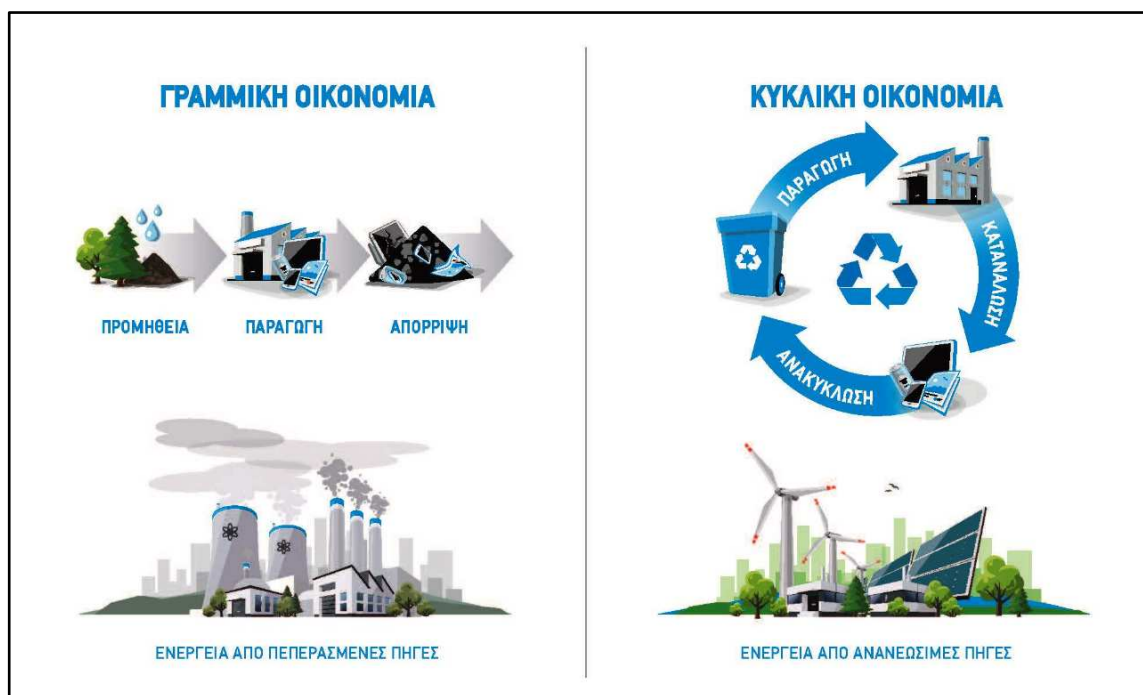 ΓΡΑΜΜΙΚΗ ΟΙΚΟΝΟΜΙΑ
ΠΡΟΜΗΘΕΙΑ
ΠΑΡΑΓΩΓΗ
ΑΠΟΡΡΙΨΗ
ΕΝΕΡΓΕΙΑ ΑΠΟ ΠΕΠΕΡΑΣΜΕΝΕΣ ΠΗΓΕΣ
ΚΥΚΛΙΚΗ ΟΙΚΟΝΟΜΙΑ
ΠΑΡΑΓΩΓΗ
ΚΑΤΑΝΑΛΩΣΗ
ΑΝΑΚΥΚΛΩΣΗ
ΕΝΕΡΓΕΙΑ ΑΠΟ ΑΝΑΝΕΩΣΙΜΕΣ ΠΗΓΕΣ